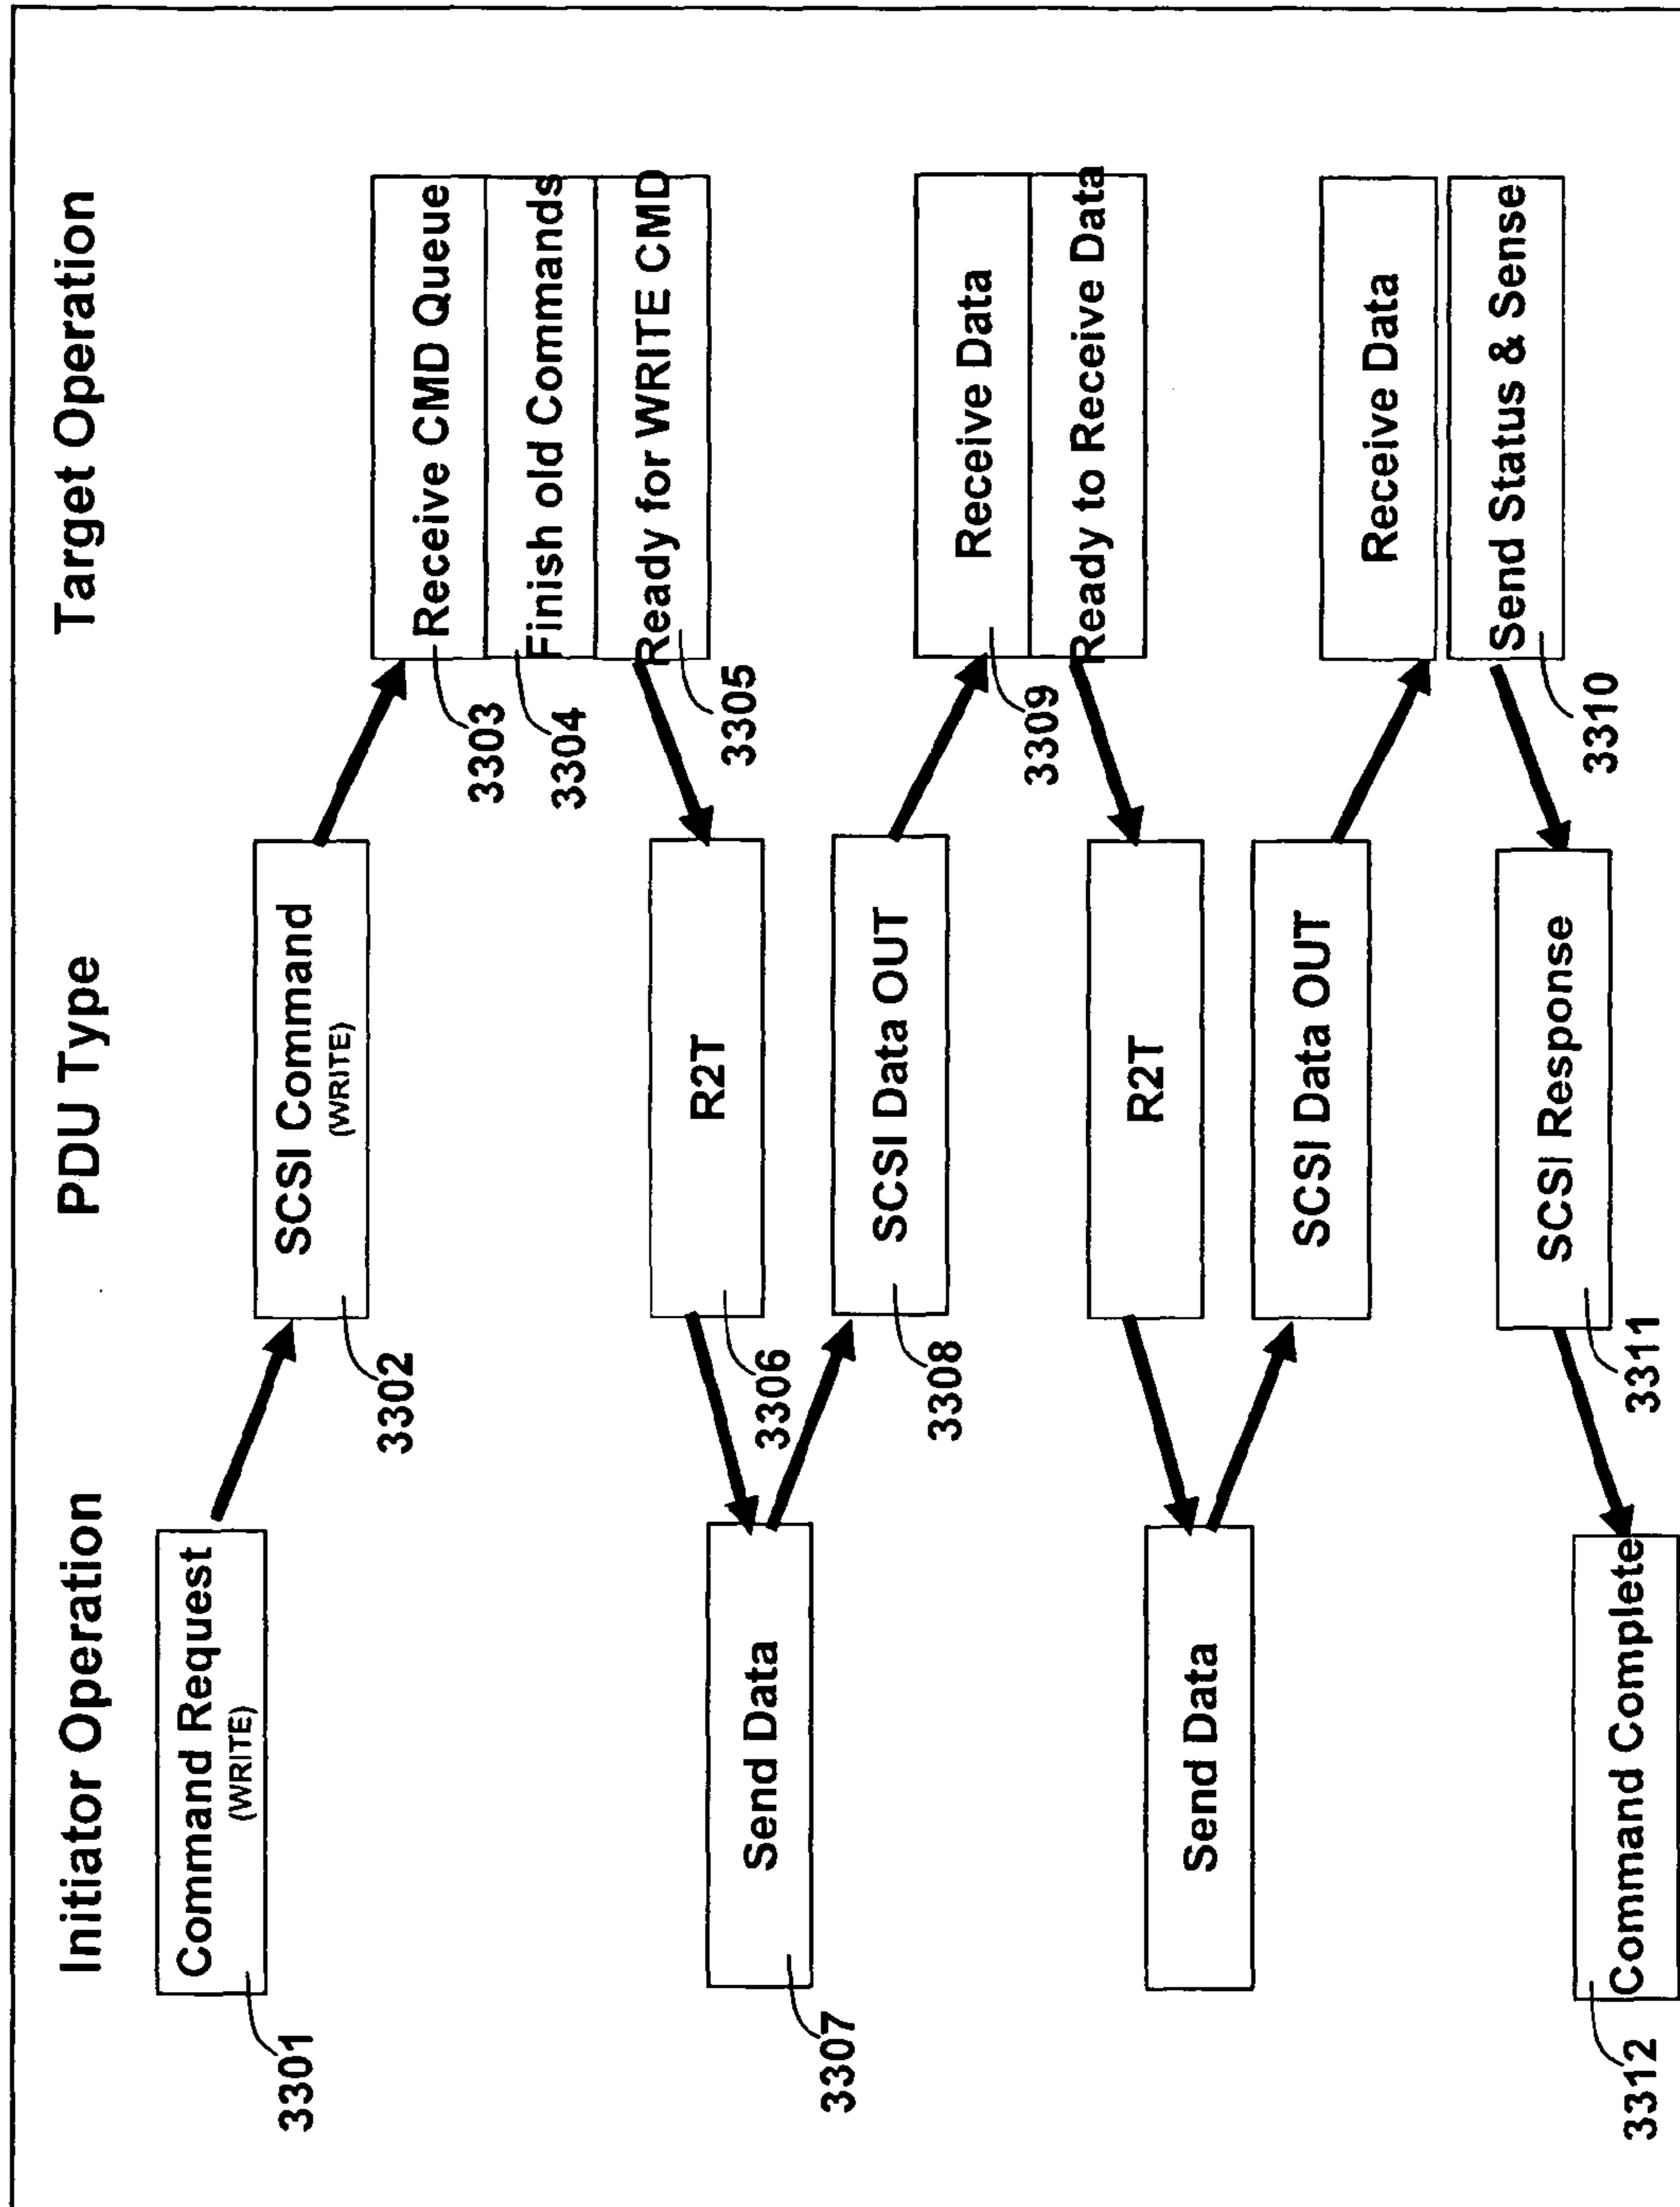 Initiator Operation
PDU Type
Target Operation
Command Request
(WRITE)
3301
SCSI Command
(WRITE)
3302
Receive CMD Queue
3303
Finish old Commands
3304
Ready for WRITE CMD
3305
R2T
3306
Send Data
3307
SCSI Data OUT
3308
Receive Data
3309
Ready to Receive Data
R2T
Send Data
SCSI Data OUT
Receive Data
Send Status & Sense
3310
SCSI Response
3311
Command Complete
3312